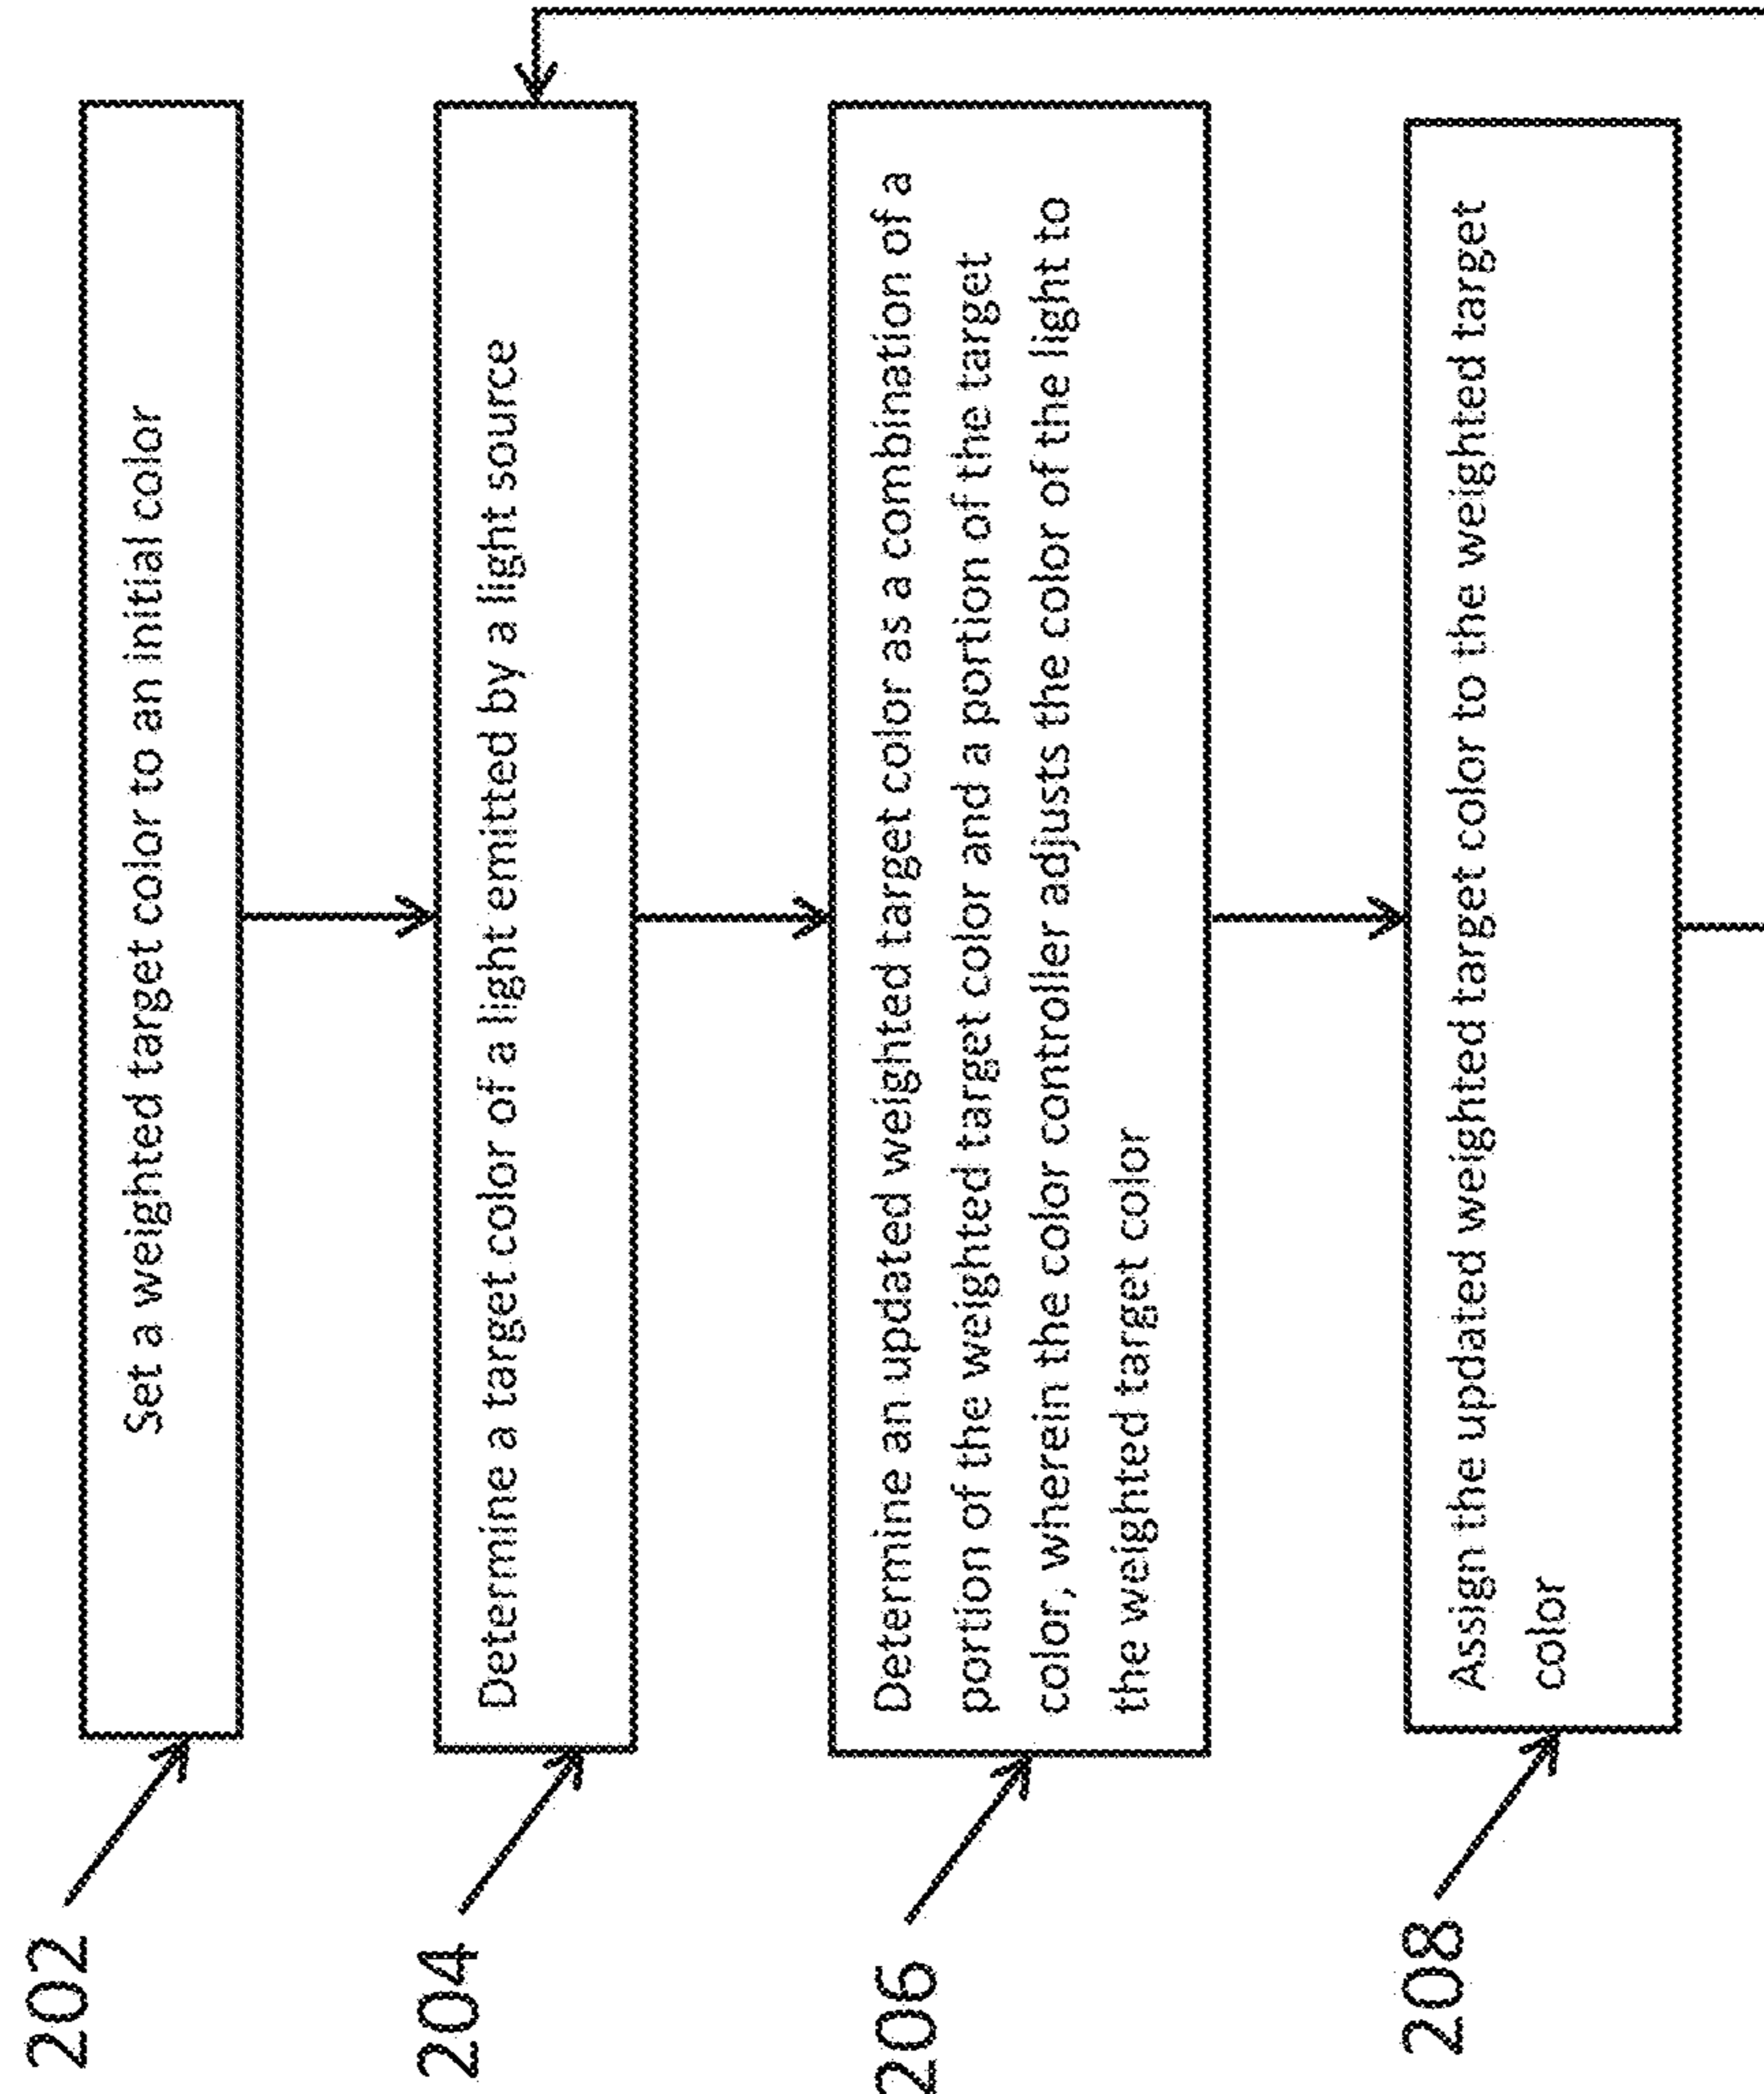 202
Set a weighted target color to an initial color
204
Determine a target color of a light emitted by a light source
206
Determine an updated weighted target color as a combination of a
portion of the weighted target color and a portion of the target
color, wherein the color controller adjusts the color of the light to
the weighted target color
208
Assign the updated weighted target color to the weighted target
color